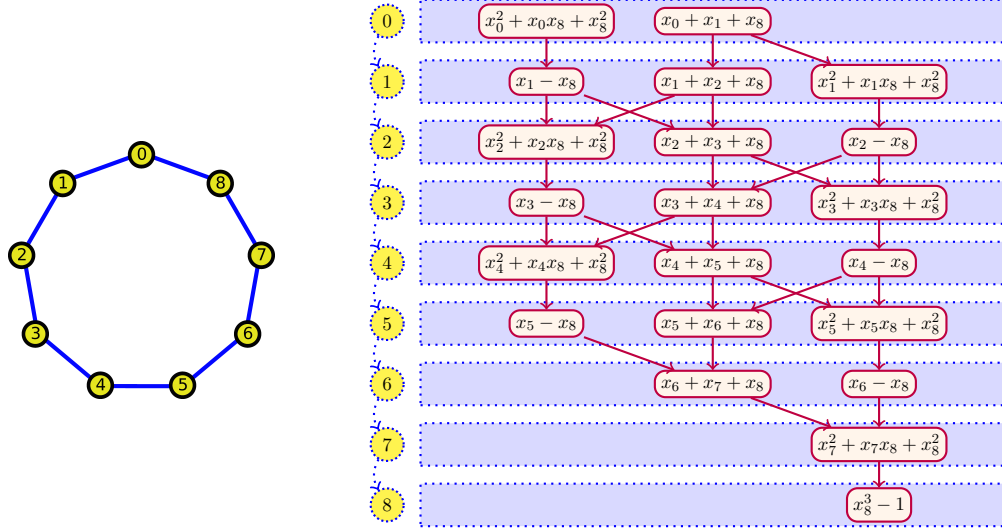 0
1
8
2
7
3
6
4
5
0 x_0^2 + x_0x_8 + x_8^2 x_0 + x_1 + x_8
1 x_1 − x_8 x_1 + x_2 + x_8 x_1^2 + x_1x_8 + x_8^2
2 x_2^2 + x_2x_8 + x_8^2 x_2 + x_3 + x_8 x_2 − x_8
3 x_3 − x_8 x_3 + x_4 + x_8 x_3^2 + x_3x_8 + x_8^2
4 x_4^2 + x_4x_8 + x_8^2 x_4 + x_5 + x_8 x_4 − x_8
5 x_5 − x_8 x_5 + x_6 + x_8 x_5^2 + x_5x_8 + x_8^2
6 x_6 + x_7 + x_8 x_6 − x_8
7 x_7^2 + x_7x_8 + x_8^2
8 x_8^3 − 1